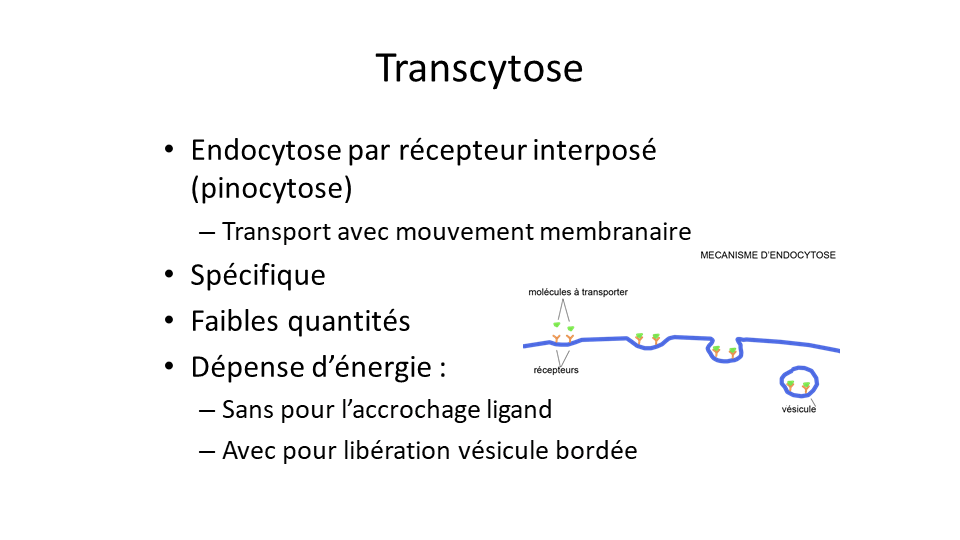 Transcytose
• Endocytose par récepteur interposé
(pinocytose)
– Transport avec mouvement membranaire
• Spécifique
• Faibles quantités
• Dépense d’énergie :
– Sans pour l’accrochage ligand
– Avec pour libération vésicule bordée
MECANISME D’ENDOCYTOSE
molécules à transporter
récepteurs
vésicule